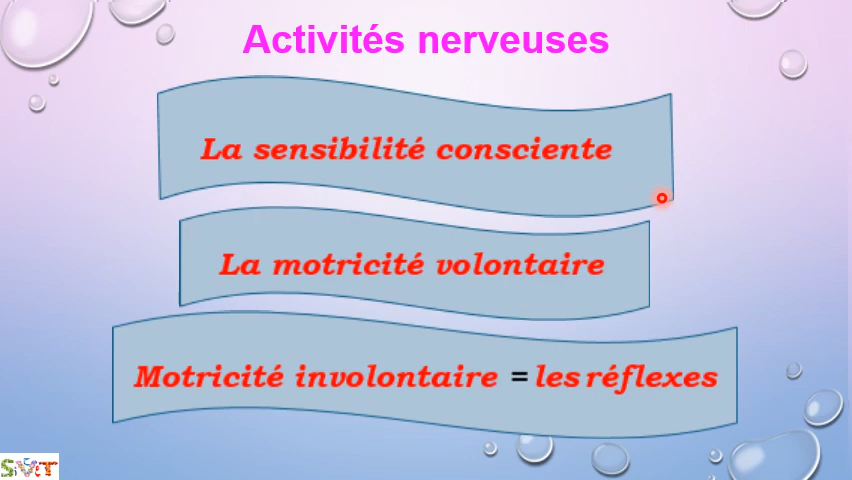 Activités nerveuses
La sensibilité consciente
La motricité volontaire
Motricité involontaire = les réflexes